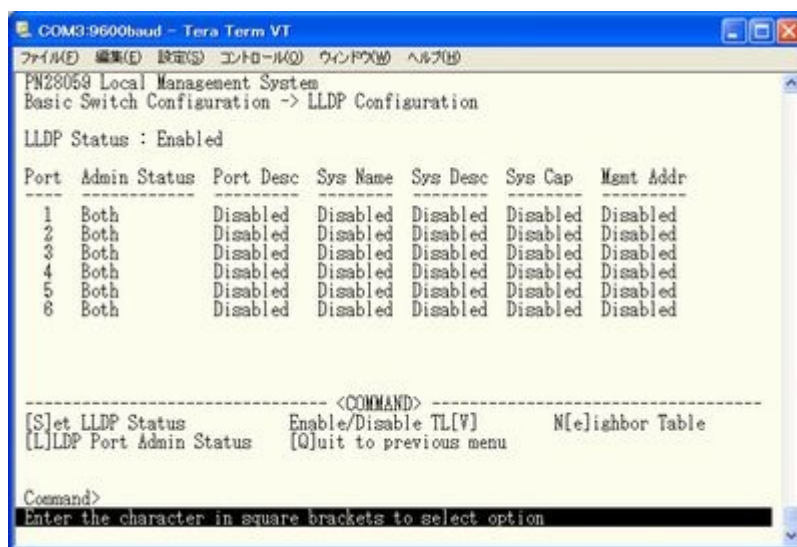 COM3:9600baud - Tera Term VT
ファイル(F) 編集(E) 設定(S) コントロール(O) ウィンドウ(W) ヘルプ(H)
PN28059 Local Management System
Basic Switch Configuration -> LLDP Configuration
LLDP Status : Enabled
Port Admin Status Port Desc Sys Name Sys Desc Sys Cap Mgmt Addr
---- ------------ --------- -------- -------- -------- ---------
1 Both Disabled Disabled Disabled Disabled Disabled
2 Both Disabled Disabled Disabled Disabled Disabled
3 Both Disabled Disabled Disabled Disabled Disabled
4 Both Disabled Disabled Disabled Disabled Disabled
5 Both Disabled Disabled Disabled Disabled Disabled
6 Both Disabled Disabled Disabled Disabled Disabled
-------------------------------- <COMMAND> -----------------------------------
[S]et LLDP Status Enable/Disable TL[V] N[e]ighbor Table
[L]LDP Port Admin Status [Q]uit to previous menu
Command>
Enter the character in square brackets to select option